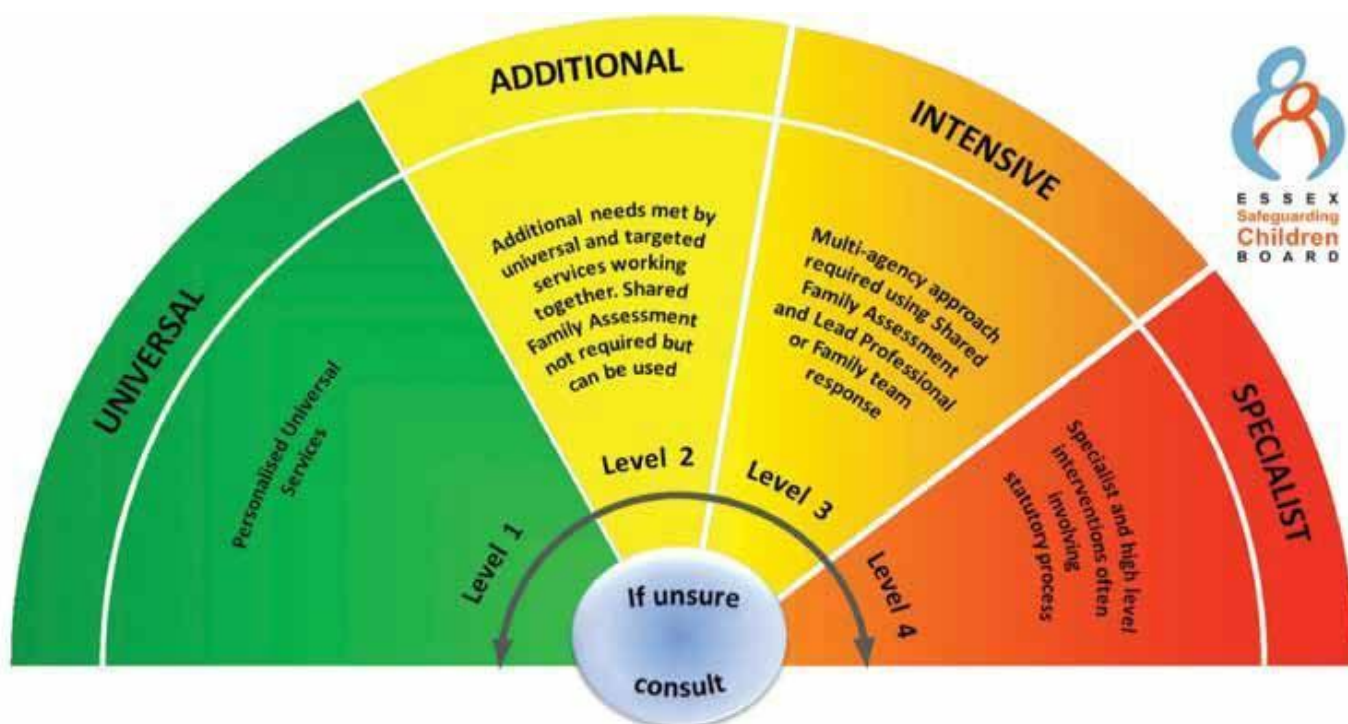 UNIVERSAL
Personalised Universal
Services
Level 1
ADDITIONAL
Additional needs met by
universal and targeted
services working
together. Shared
Family Assessment
not required but
can be used
Level 2
INTENSIVE
Multi-agency approach
required using Shared
Family Assessment
and Lead Professional
or Family team
response
Level 3
SPECIALIST
Specialist and high level
interventions often
involving
statutory process
Level 4
If unsure
consult
ESSEX
Safeguarding
Children
BOARD